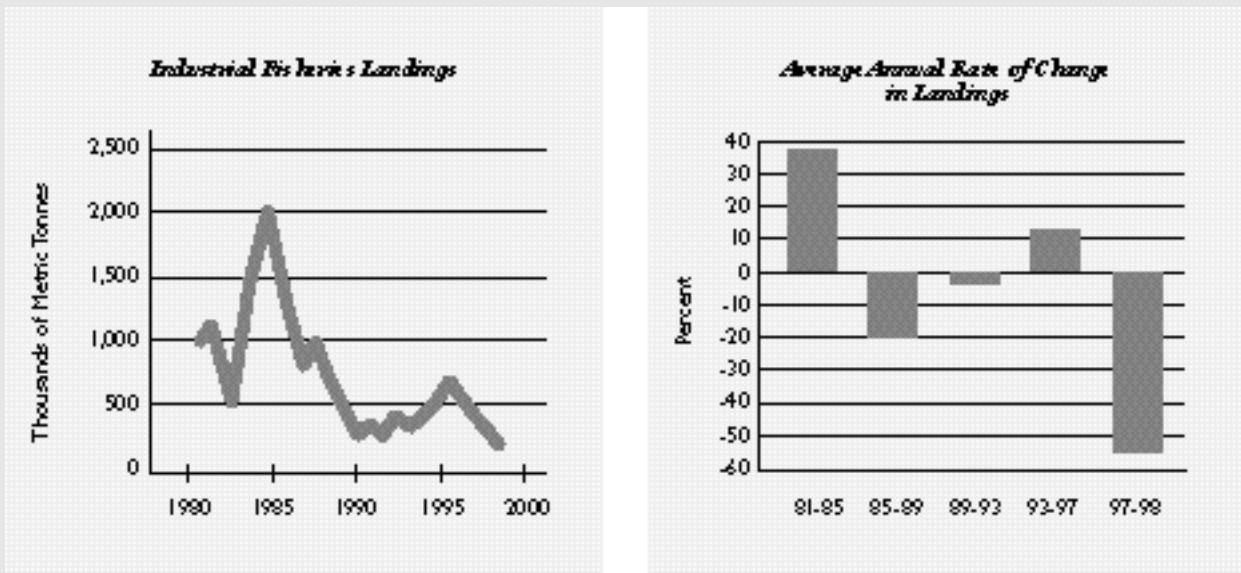 Industrial Fisheries Landings
Thousands of Metric Tonnes
2,500
2,000
1,500
1,000
500
0
1980 1985 1990 1995 2000
Average Annual Rate of Change
in Landings
Percent
40
30
20
10
0
-10
-20
-30
-40
-50
-60
81-85 85-89 89-93 93-97 97-98